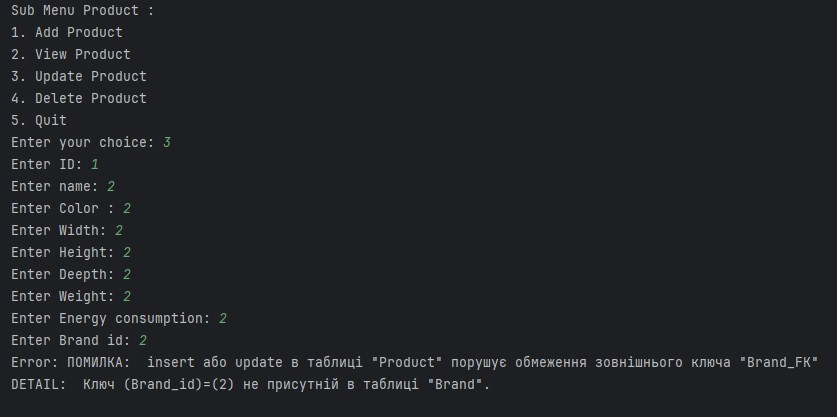 Sub Menu Product :
1. Add Product
2. View Product
3. Update Product
4. Delete Product
5. Quit
Enter your choice: 3
Enter ID: 1
Enter name: 2
Enter Color : 2
Enter Width: 2
Enter Height: 2
Enter Deepth: 2
Enter Weight: 2
Enter Energy consumption: 2
Enter Brand id: 2
Error: ПОМИЛКА:  insert або update в таблиці "Product" порушує обмеження зовнішнього ключа "Brand_FK"
DETAIL:  Ключ (Brand_id)=(2) не присутній в таблиці "Brand".